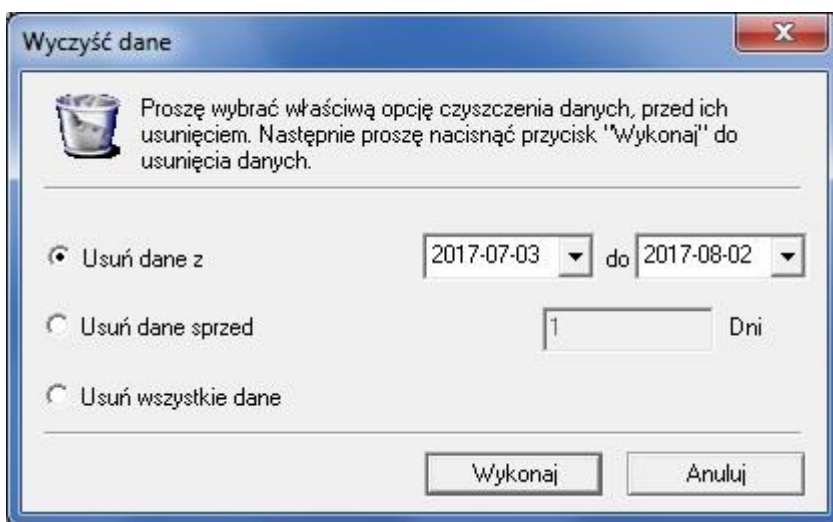 Wyczyść dane
Proszę wybrać właściwą opcję czyszczenia danych, przed ich
usunięciem. Następnie proszę nacisnąć przycisk "Wykonaj" do
usunięcia danych.
Usuń dane z 2017-07-03 do 2017-08-02
Usuń dane sprzed 1 Dni
Usuń wszystkie dane
Wykonaj Anuluj